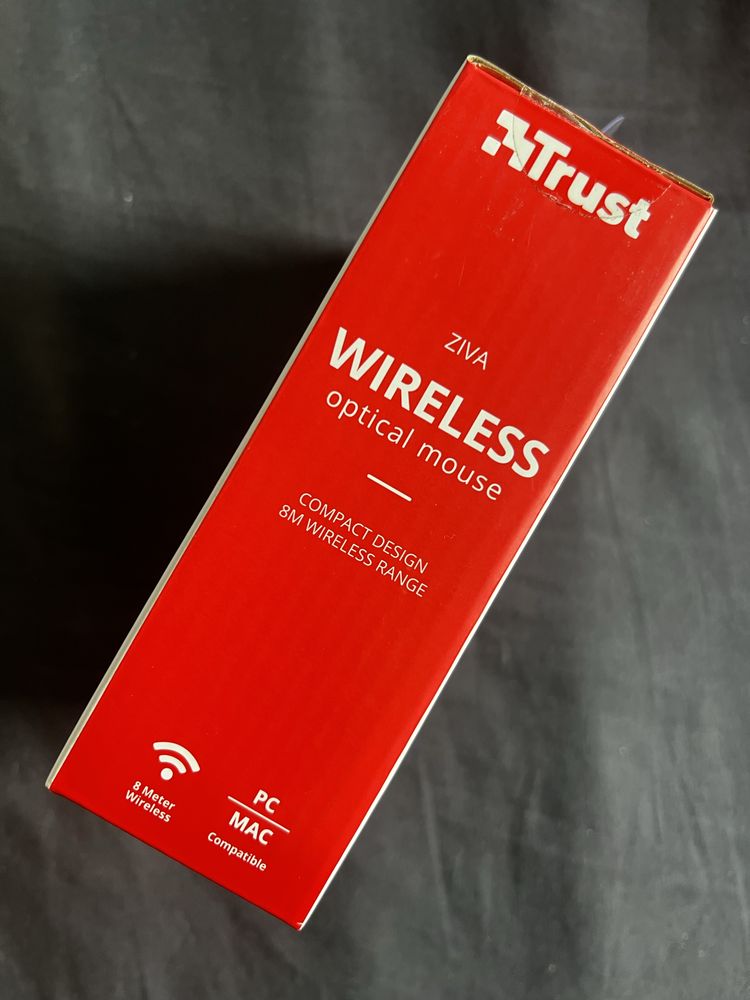 Trust
ZIVA
WIRELESS
optical mouse
COMPACT DESIGN
8M WIRELESS RANGE
8 Meter
Wireless
PC
MAC
Compatible